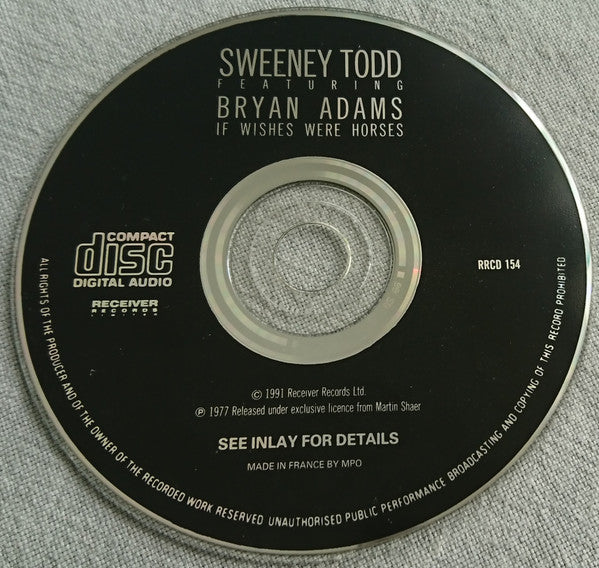 SWEENEY TODD
FEATURING
BRYAN ADAMS
IF WISHES WERE HORSES
COMPACT
disc
DIGITAL AUDIO
RECEIVER
RECORDS
LIMITED
RRCD 154
© 1991 Receiver Records Ltd.
℗ 1977 Released under exclusive licence from Martin Shaer
SEE INLAY FOR DETAILS
MADE IN FRANCE BY MPO
ALL RIGHTS OF THE PRODUCER AND OF THE OWNER OF THE RECORDED WORK RESERVED UNAUTHORISED PUBLIC PERFORMANCE BROADCASTING AND COPYING OF THIS RECORD PROHIBITED